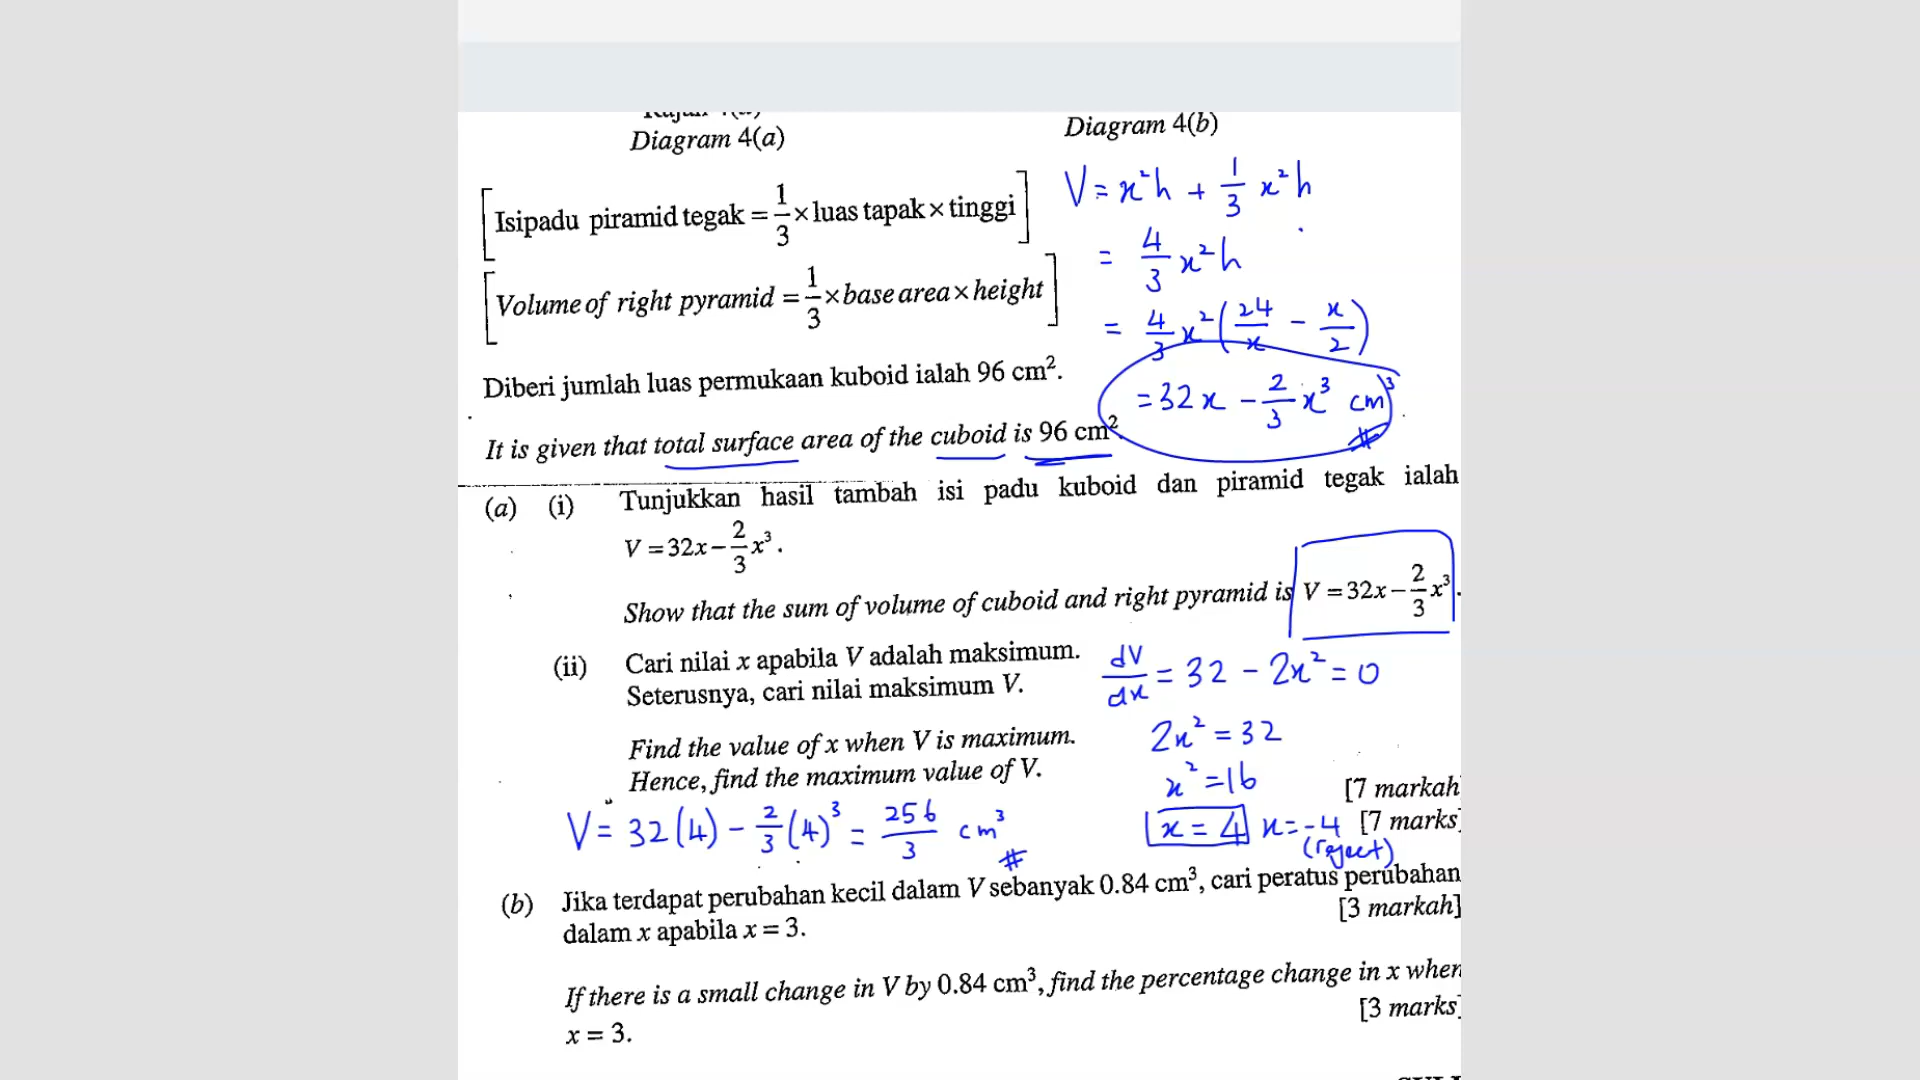 Diagram 4(a)
Diagram 4(b)
[Isipadu piramid tegak = 1/3 × luas tapak × tinggi]
[Volume of right pyramid = 1/3 × base area × height]
V = x²h + 1/3 x²h
= 4/3 x²h
= 4/3 x² (24/x - x/2)
= 32x - 2/3 x³ cm³ #
Diberi jumlah luas permukaan kuboid ialah 96 cm².
It is given that total surface area of the cuboid is 96 cm².
(a) (i) Tunjukkan hasil tambah isi padu kuboid dan piramid tegak ialah
V = 32x - 2/3 x³.
Show that the sum of volume of cuboid and right pyramid is V = 32x - 2/3 x³.
(ii) Cari nilai x apabila V adalah maksimum.
Seterusnya, cari nilai maksimum V.
Find the value of x when V is maximum.
Hence, find the maximum value of V.
dV/dx = 32 - 2x² = 0
2x² = 32
x² = 16
x = 4 x = -4
(reject)
[7 markah
[7 marks]
V = 32(4) - 2/3 (4)³ = 256/3 cm³ #
(b) Jika terdapat perubahan kecil dalam V sebanyak 0.84 cm³, cari peratus perubahan
dalam x apabila x = 3.
[3 markah]
If there is a small change in V by 0.84 cm³, find the percentage change in x when
x = 3.
[3 marks]